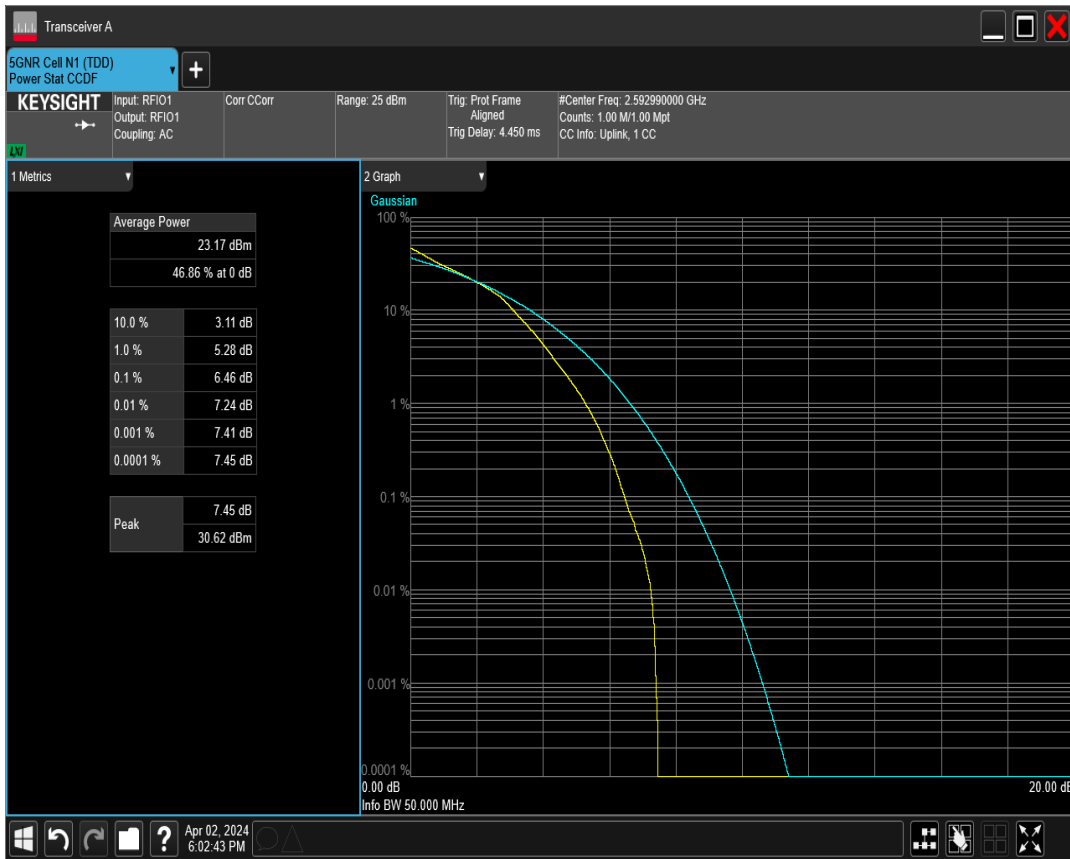 Transceiver A
5GNR Cell N1 (TDD)
Power Stat CCDF
KEYSIGHT
LXI
Input: RFIO1
Output: RFIO1
Coupling: AC
Corr CCorr
Range: 25 dBm
Trig: Prot Frame
Aligned
Trig Delay: 4.450 ms
#Center Freq: 2.592990000 GHz
Counts: 1.00 M/1.00 Mpt
CC Info: Uplink, 1 CC
1 Metrics
Average Power
23.17 dBm
46.86 % at 0 dB
10.0 % 3.11 dB
1.0 % 5.28 dB
0.1 % 6.46 dB
0.01 % 7.24 dB
0.001 % 7.41 dB
0.0001 % 7.45 dB
Peak 7.45 dB
30.62 dBm
2 Graph
Gaussian
100 %
10 %
1 %
0.1 %
0.01 %
0.001 %
0.0001 %
0.00 dB 20.00 dB
Info BW 50.000 MHz
?
Apr 02, 2024
6:02:43 PM